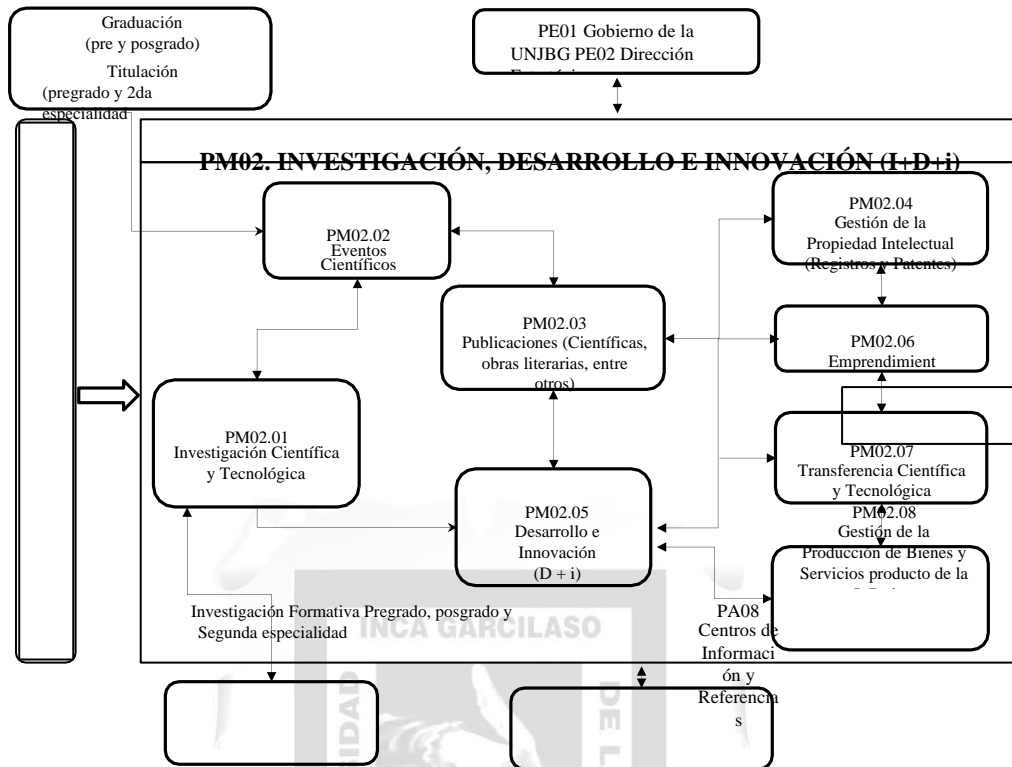 Graduación
(pre y posgrado)
Titulación
(pregrado y 2da
especialidad
PE01 Gobierno de la
UNJBG PE02 Dirección
PM02. INVESTIGACIÓN, DESARROLLO E INNOVACIÓN (I+D+i)
PM02.02
Eventos
Científicos
PM02.04
Gestión de la
Propiedad Intelectual
(Registros y Patentes)
PM02.03
Publicaciones (Científicas,
obras literarias, entre
otros)
PM02.06
Emprendimient
PM02.01
Investigación Científica
y Tecnológica
PM02.07
Transferencia Científica
y Tecnológica
PM02.05
Desarrollo e
Innovación
(D + i)
PM02.08
Gestión de la
Producción de Bienes y
Servicios producto de la
Investigación Formativa Pregrado, posgrado y
Segunda especialidad
PA08
Centros de
Informaci
ón y
Referencia
s
INCA GARCILASO
SIDAD
DE L